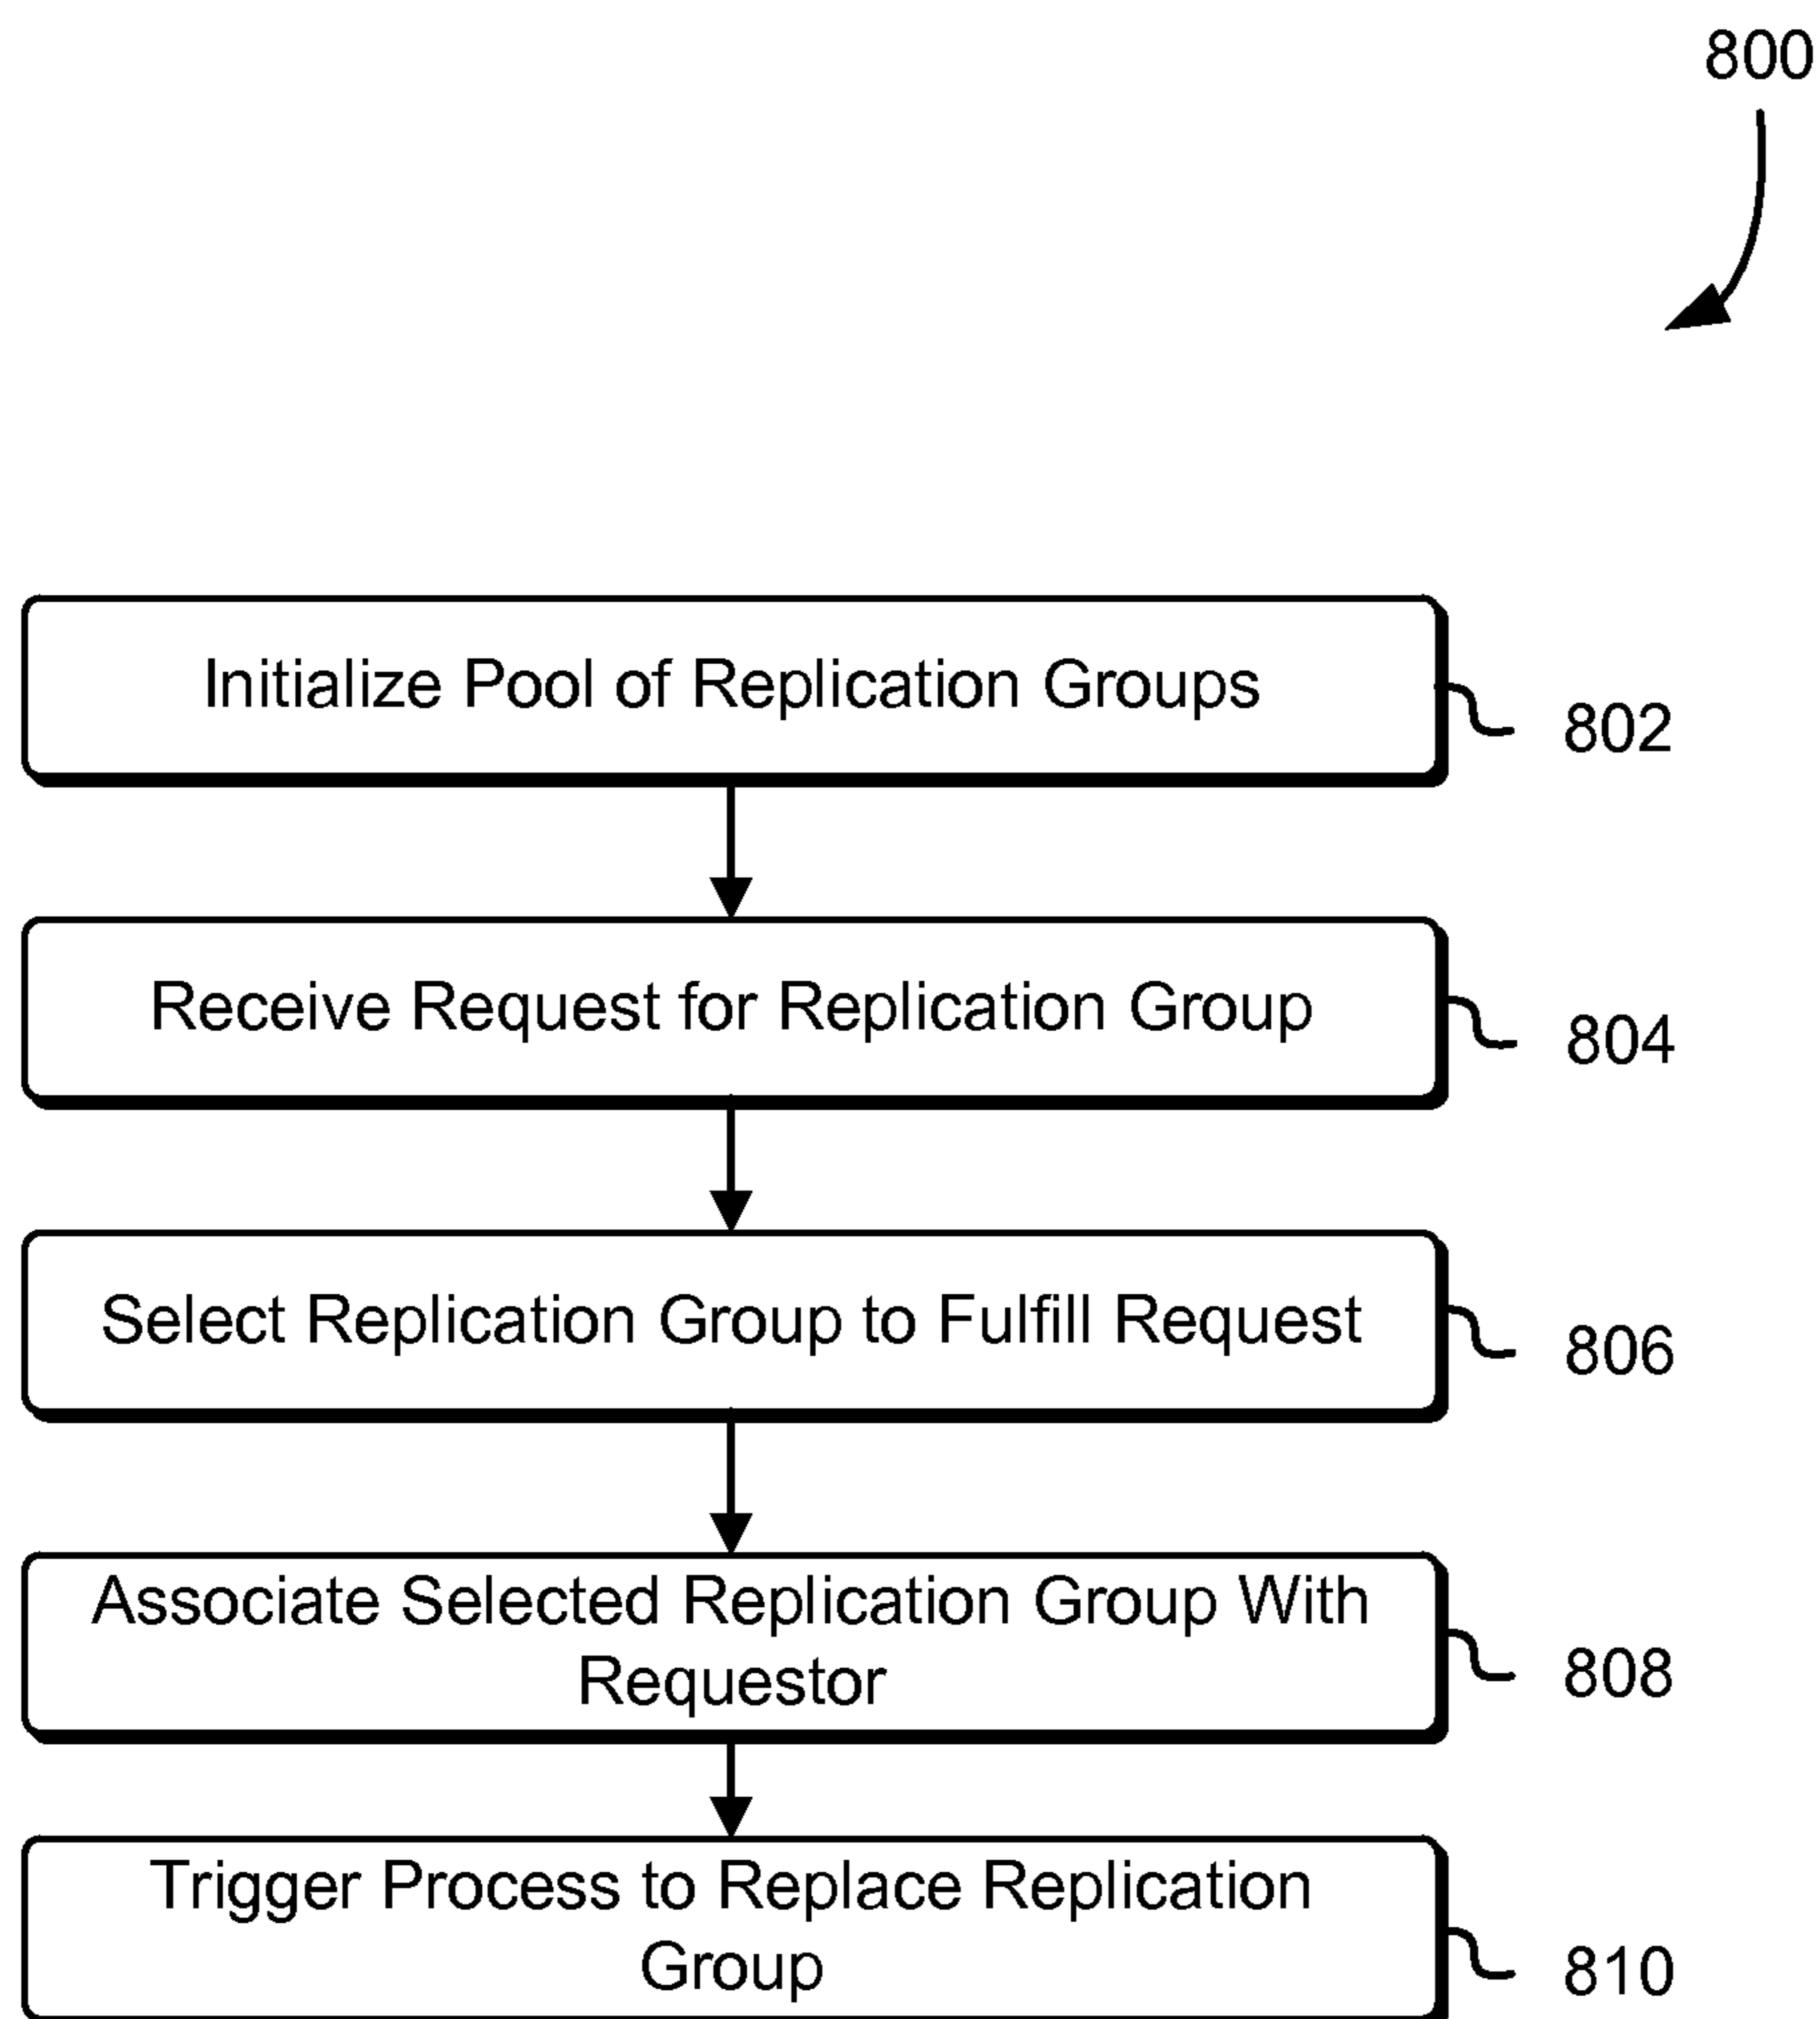 800
Initialize Pool of Replication Groups
802
Receive Request for Replication Group
804
Select Replication Group to Fulfill Request
806
Associate Selected Replication Group With
Requestor
808
Trigger Process to Replace Replication
Group
810